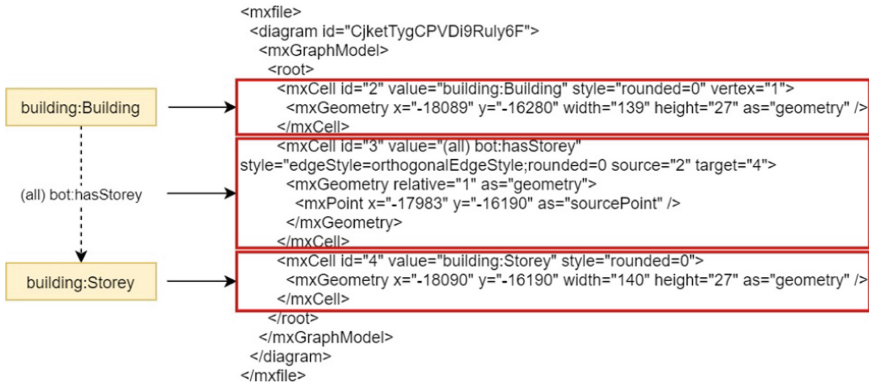 <mxfile>
<diagram id="CjketTygCPVDi9Ruly6F">
<mxGraphModel>
<root>
<mxCell id="2" value="building:Building" style="rounded=0" vertex="1">
building:Building
<mxGeometry x="-18089" y="-16280" width="139" height="27" as="geometry" />
</mxCell>
<mxCell id="3" value="(all) bot:hasStorey"
style="edgeStyle=orthogonalEdgeStyle;rounded=0 source="2" target="4">
<mxGeometry relative="1" as="geometry">
(all) bot:hasStorey
<mxPoint x="-17983" y="-16190" as="sourcePoint" />
</mxGeometry>
</mxCell>
<mxCell id="4" value="building:Storey" style="rounded=0">
building:Storey
<mxGeometry x="-18090" y="-16190" width="140" height="27" as="geometry" />
</mxCell>
</root>
</mxGraphModel>
</diagram>
</mxfile>